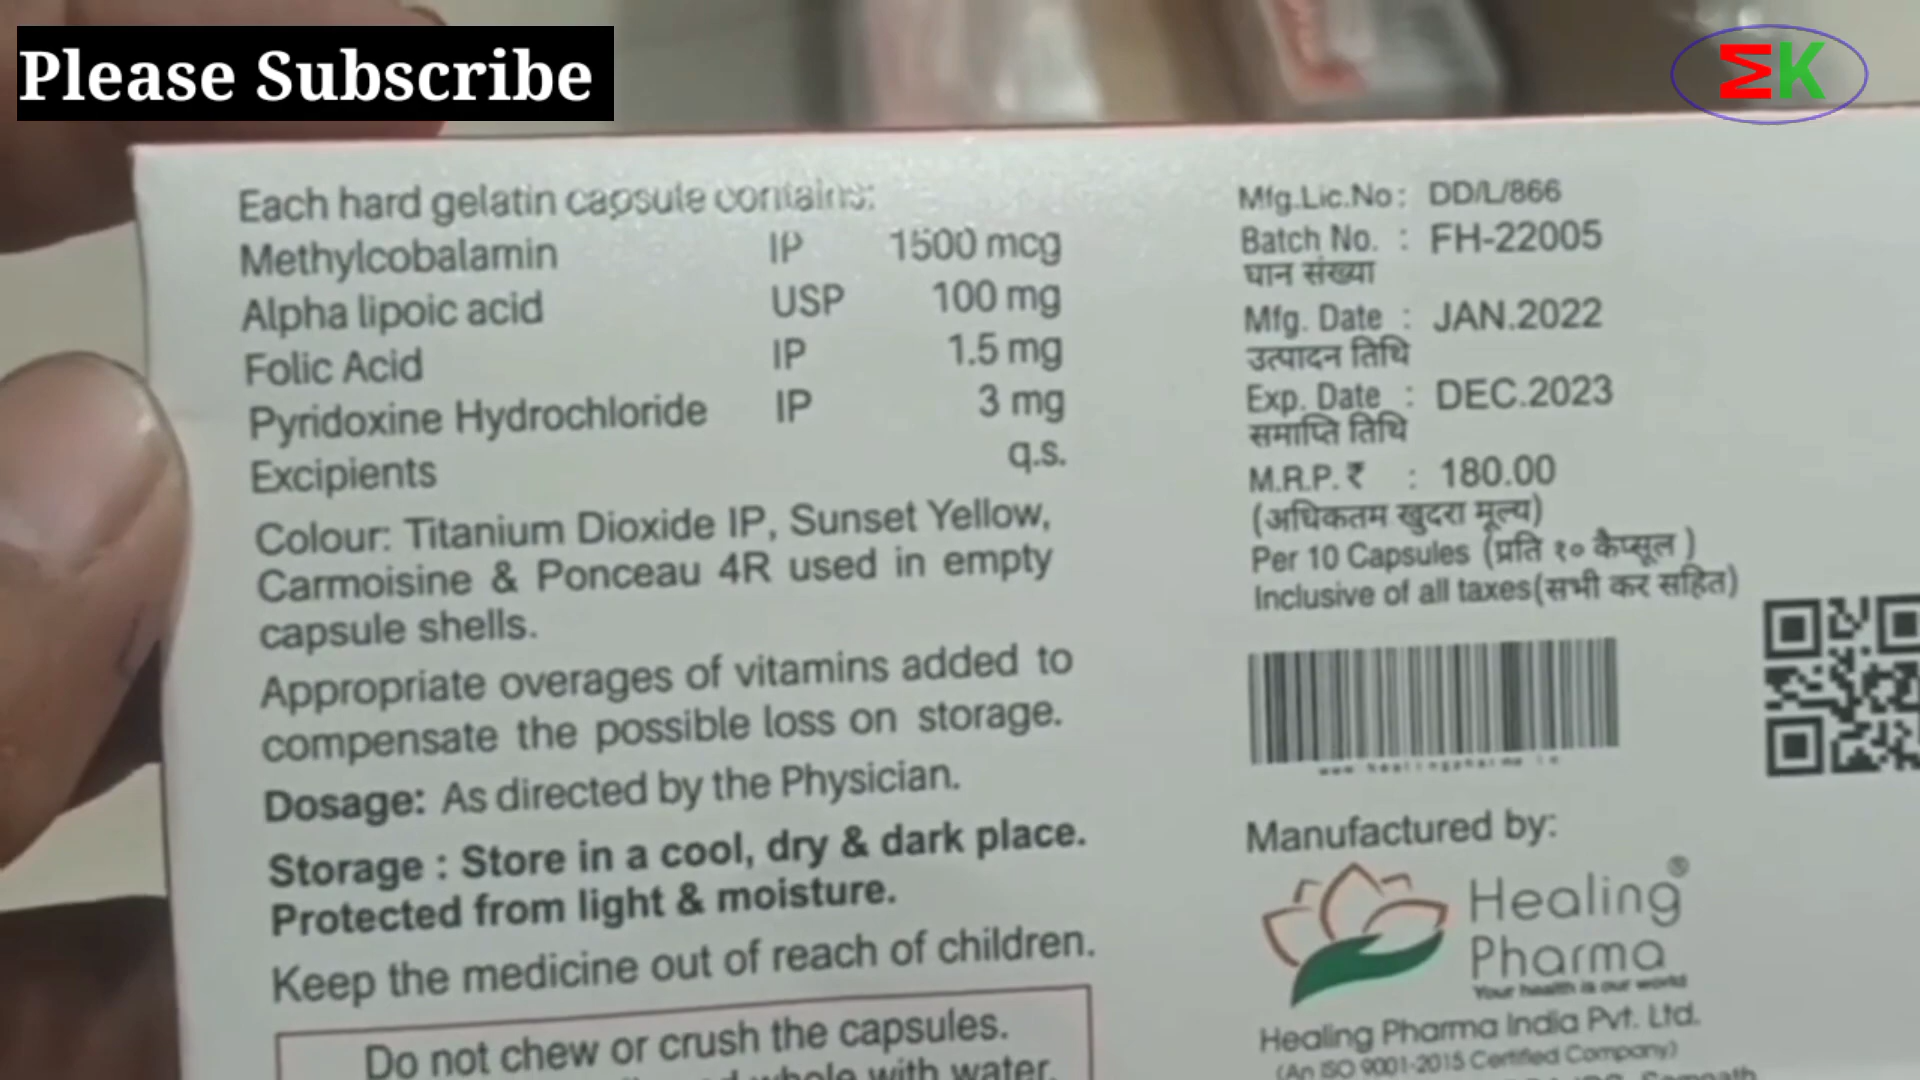 Please Subscribe
MK
Each hard gelatin capsule contains:
Methylcobalamin IP 1500 mcg
Alpha lipoic acid USP 100 mg
Folic Acid IP 1.5 mg
Pyridoxine Hydrochloride IP 3 mg
Excipients q.s.
Colour: Titanium Dioxide IP, Sunset Yellow,
Carmoisine & Ponceau 4R used in empty
capsule shells.
Appropriate overages of vitamins added to
compensate the possible loss on storage.
Dosage: As directed by the Physician.
Storage : Store in a cool, dry & dark place.
Protected from light & moisture.
Keep the medicine out of reach of children.
Do not chew or crush the capsules.
whole with water.
Mfg.Lic.No: DD/L/866
Batch No. : FH-22005
घान संख्या
Mfg. Date : JAN.2022
उत्पादन तिथि
Exp. Date : DEC.2023
समाप्ति तिथि
M.R.P.₹ : 180.00
(अधिकतम खुदरा मूल्य)
Per 10 Capsules (प्रति १० कैप्सूल )
Inclusive of all taxes(सभी कर सहित)
www.healingpharma.in
Manufactured by:
Healing®
Pharma
Your health is our world
Healing Pharma India Pvt. Ltd.
(An ISO 9001-2015 Certified Company)